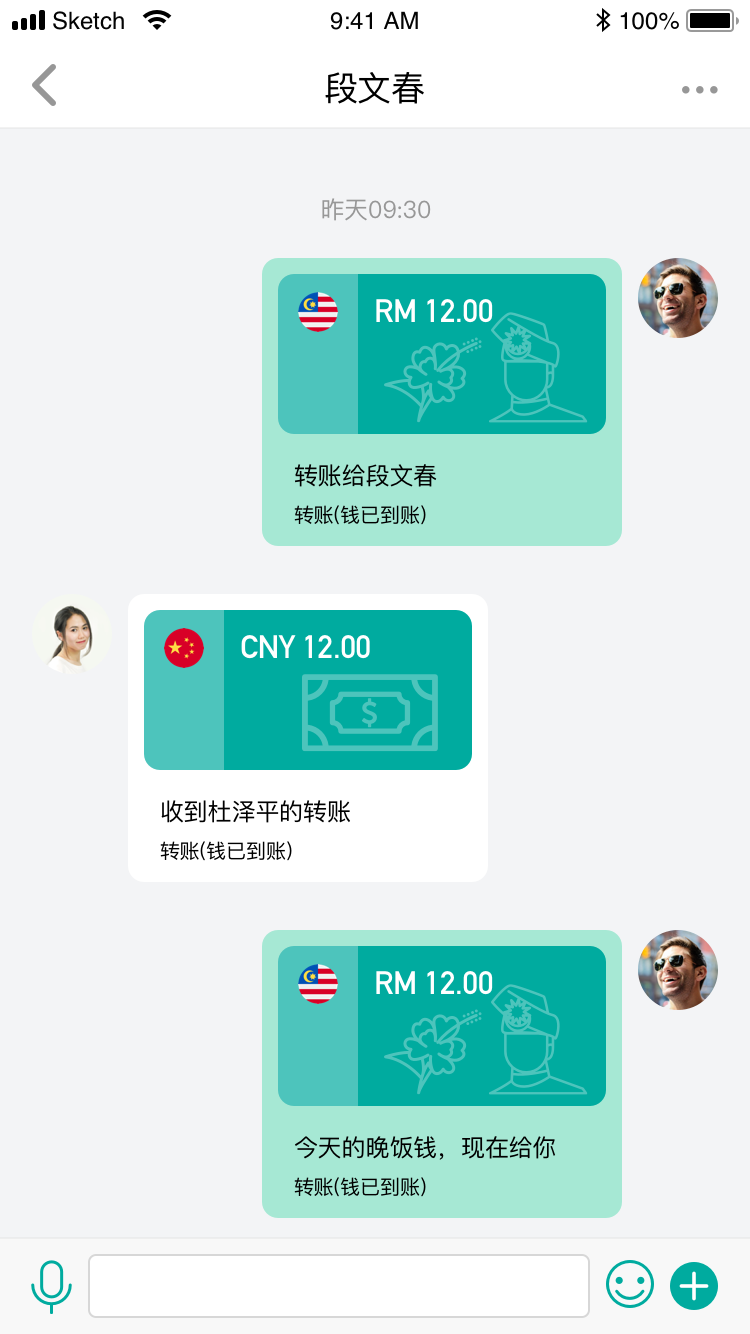 Sketch 9:41 AM 100%
段文春
昨天09:30
RM 12.00
转账给段文春
转账(钱已到账)
CNY 12.00
$
收到杜泽平的转账
转账(钱已到账)
RM 12.00
今天的晚饭钱，现在给你
转账(钱已到账)